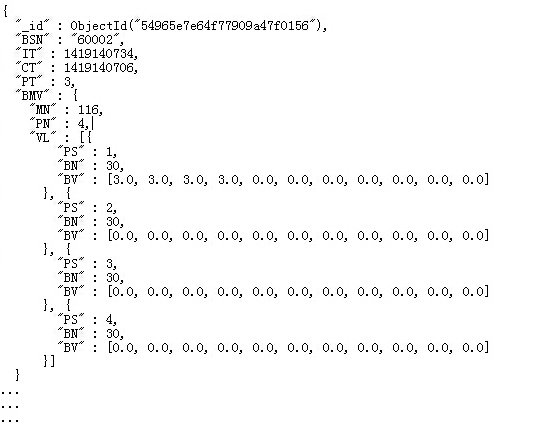 {
  "_id" : ObjectId("54965e7e64f77909a47f0156"),
  "BSN" : "60002",
  "IT" : 1419140734,
  "CT" : 1419140706,
  "PT" : 3,
  "BMV" : {
    "MN" : 116,
    "PN" : 4,
    "VL" : [{
        "PS" : 1,
        "BN" : 30,
        "BV" : [3.0, 3.0, 3.0, 3.0, 0.0, 0.0, 0.0, 0.0, 0.0, 0.0, 0.0]
      }, {
        "PS" : 2,
        "BN" : 30,
        "BV" : [0.0, 0.0, 0.0, 0.0, 0.0, 0.0, 0.0, 0.0, 0.0, 0.0, 0.0]
      }, {
        "PS" : 3,
        "BN" : 30,
        "BV" : [0.0, 0.0, 0.0, 0.0, 0.0, 0.0, 0.0, 0.0, 0.0, 0.0, 0.0]
      }, {
        "PS" : 4,
        "BN" : 30,
        "BV" : [0.0, 0.0, 0.0, 0.0, 0.0, 0.0, 0.0, 0.0, 0.0, 0.0, 0.0]
      }]
  }
...
...
...